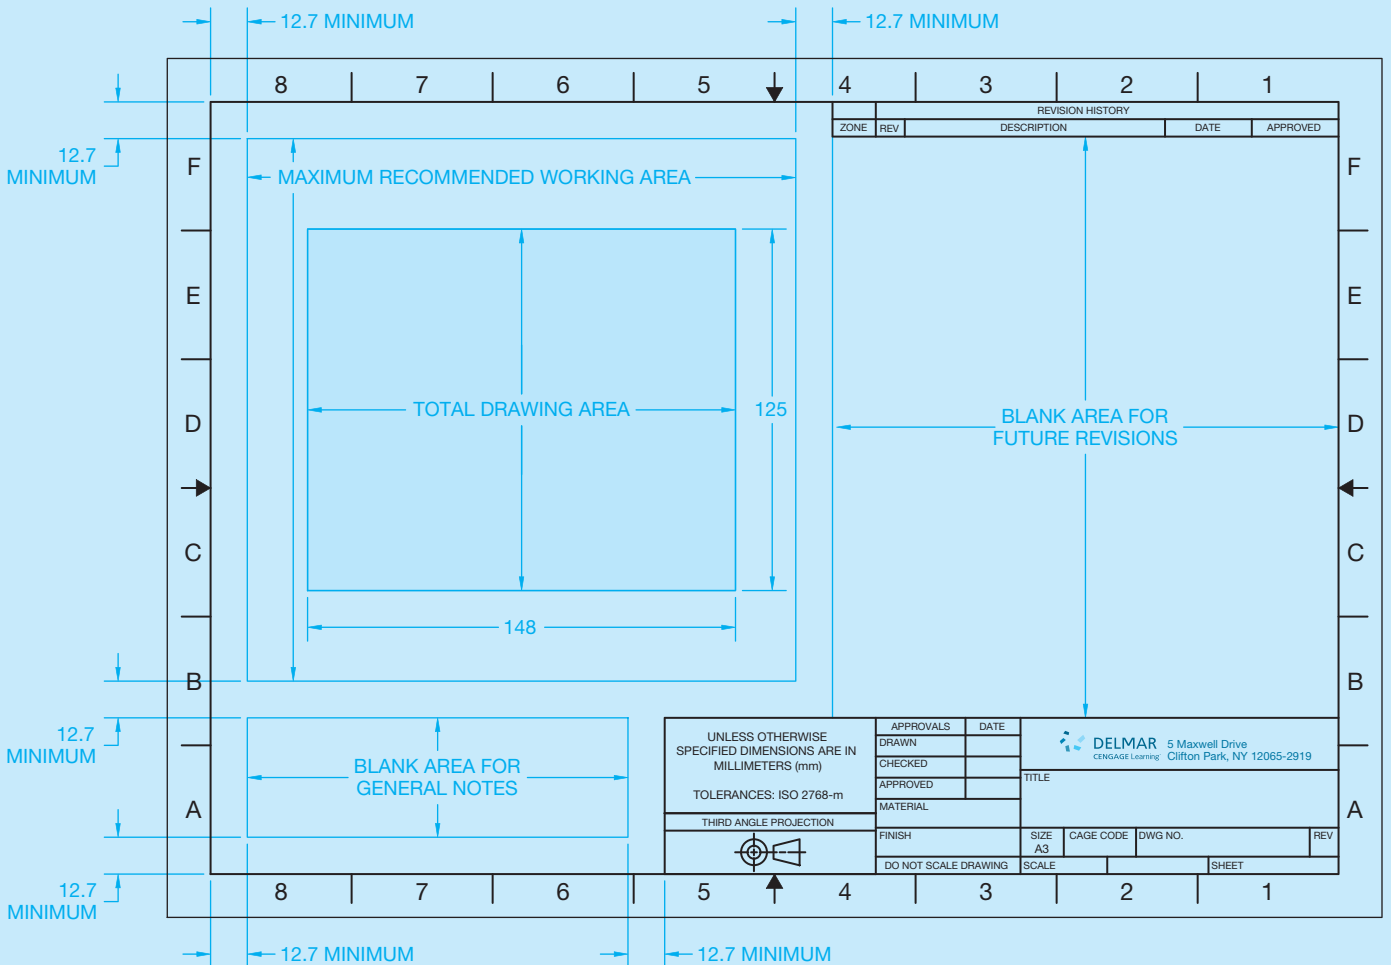 12.7 MINIMUM
12.7 MINIMUM
8 7 6 5 4 3 2 1
REVISION HISTORY
ZONE REV DESCRIPTION DATE APPROVED
12.7
MINIMUM
F
F
MAXIMUM RECOMMENDED WORKING AREA
E
E
TOTAL DRAWING AREA
125
D
BLANK AREA FOR
FUTURE REVISIONS
D
C
C
148
B
B
12.7
MINIMUM
BLANK AREA FOR
GENERAL NOTES
A
UNLESS OTHERWISE
SPECIFIED DIMENSIONS ARE IN
MILLIMETERS (mm)
TOLERANCES: ISO 2768-m
THIRD ANGLE PROJECTION
APPROVALS DATE
DRAWN
CHECKED
APPROVED
MATERIAL
FINISH
DO NOT SCALE DRAWING
DELMAR
CENGAGE Learning
5 Maxwell Drive
Clifton Park, NY 12065-2919
TITLE
SIZE
A3
CAGE CODE
DWG NO.
REV
SCALE
SHEET
A
12.7
MINIMUM
8 7 6 5 4 3 2 1
12.7 MINIMUM
12.7 MINIMUM